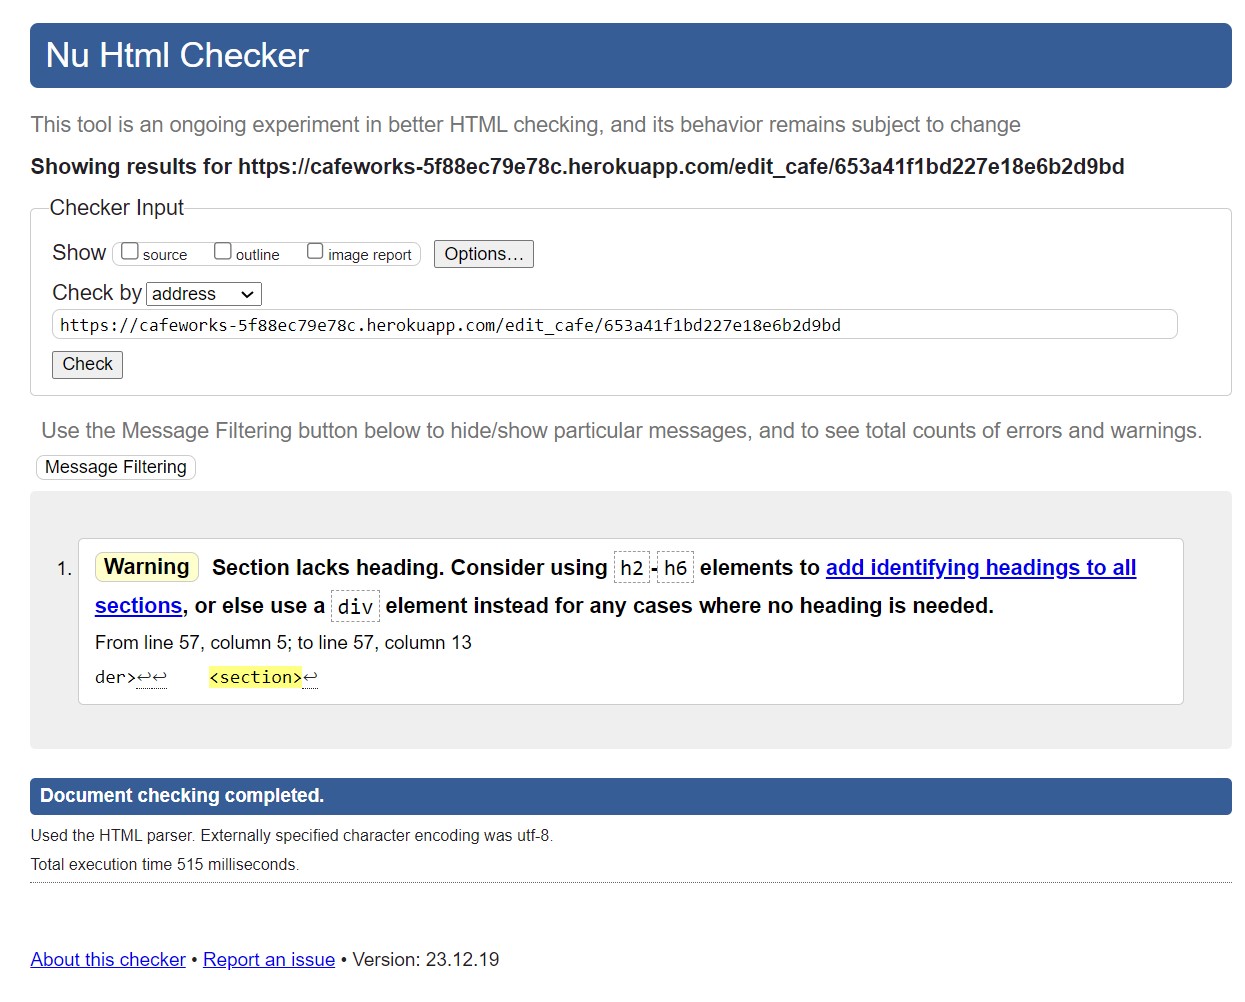 Nu Html Checker
This tool is an ongoing experiment in better HTML checking, and its behavior remains subject to change
Showing results for https://cafeworks-5f88ec79e78c.herokuapp.com/edit_cafe/653a41f1bd227e18e6b2d9bd
Checker Input
Show source outline image report Options...
Check by address
https://cafeworks-5f88ec79e78c.herokuapp.com/edit_cafe/653a41f1bd227e18e6b2d9bd
Check
Use the Message Filtering button below to hide/show particular messages, and to see total counts of errors and warnings.
Message Filtering
1. Warning Section lacks heading. Consider using h2-h6 elements to add identifying headings to all
sections, or else use a div element instead for any cases where no heading is needed.
From line 57, column 5; to line 57, column 13
der>↩↩ <section>↩
Document checking completed.
Used the HTML parser. Externally specified character encoding was utf-8.
Total execution time 515 milliseconds.
About this checker • Report an issue • Version: 23.12.19